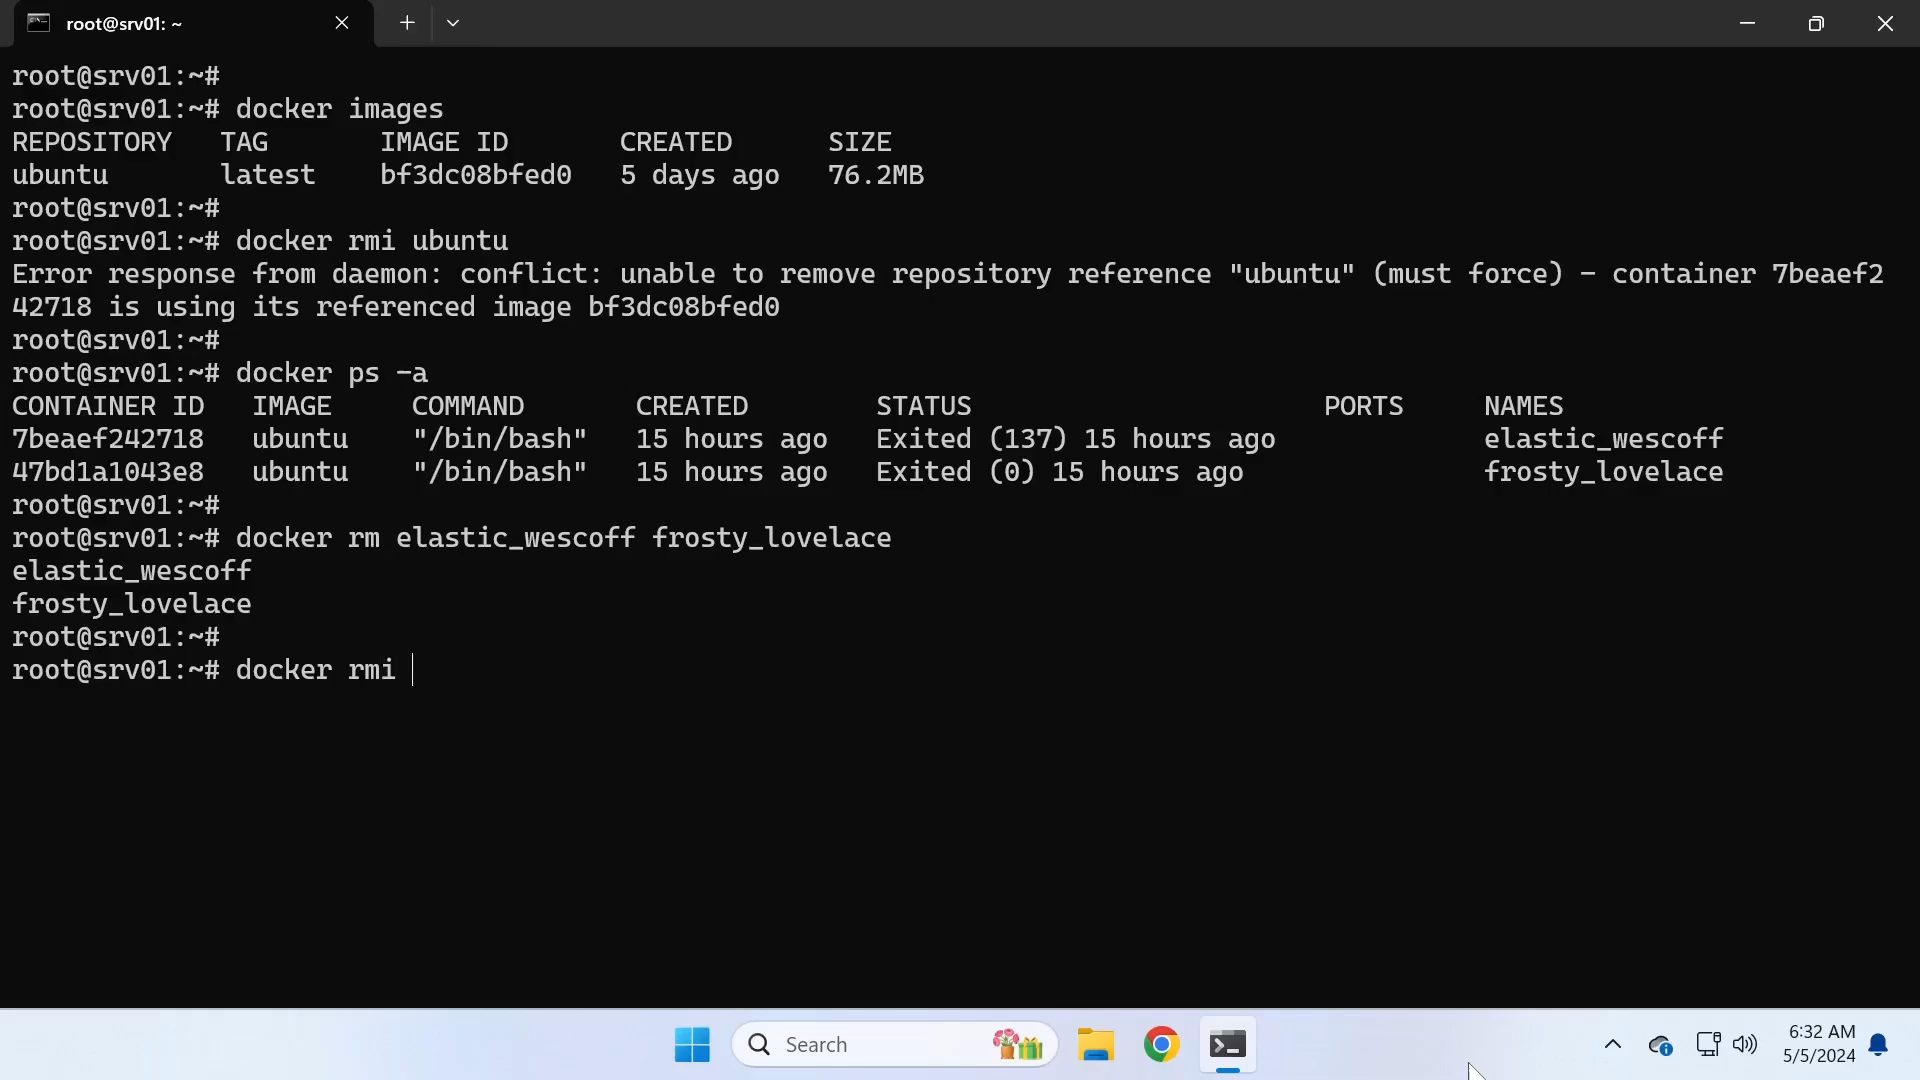 root@srv01: ~
root@srv01:~#
root@srv01:~# docker images
REPOSITORY   TAG       IMAGE ID       CREATED      SIZE
ubuntu       latest    bf3dc08bfed0   5 days ago   76.2MB
root@srv01:~#
root@srv01:~# docker rmi ubuntu
Error response from daemon: conflict: unable to remove repository reference "ubuntu" (must force) - container 7beaef2
42718 is using its referenced image bf3dc08bfed0
root@srv01:~#
root@srv01:~# docker ps -a
CONTAINER ID   IMAGE     COMMAND       CREATED        STATUS                      PORTS     NAMES
7beaef242718   ubuntu    "/bin/bash"   15 hours ago   Exited (137) 15 hours ago             elastic_wescoff
47bd1a1043e8   ubuntu    "/bin/bash"   15 hours ago   Exited (0) 15 hours ago               frosty_lovelace
root@srv01:~#
root@srv01:~# docker rm elastic_wescoff frosty_lovelace
elastic_wescoff
frosty_lovelace
root@srv01:~#
root@srv01:~# docker rmi
Search
6:32 AM
5/5/2024